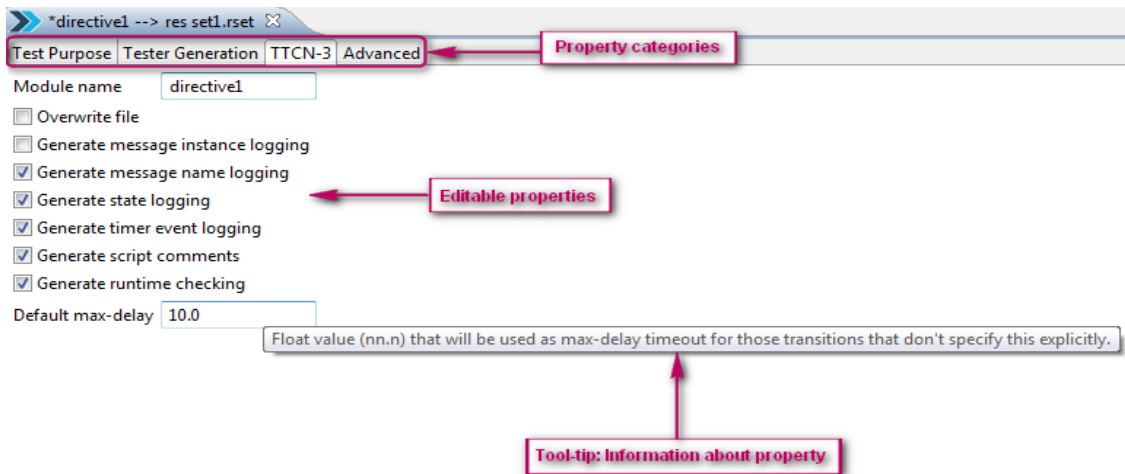 *directive1 --> res set1.rset
Test Purpose Tester Generation TTCN-3 Advanced
Property categories
Module name directive1
Overwrite file
Generate message instance logging
Generate message name logging
Generate state logging
Editable properties
Generate timer event logging
Generate script comments
Generate runtime checking
Default max-delay 10.0
Float value (nn.n) that will be used as max-delay timeout for those transitions that don't specify this explicitly.
Tool-tip: Information about property